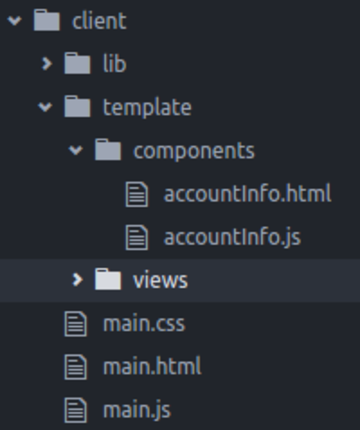 client
lib
template
components
accountInfo.html
accountInfo.js
views
main.css
main.html
main.js